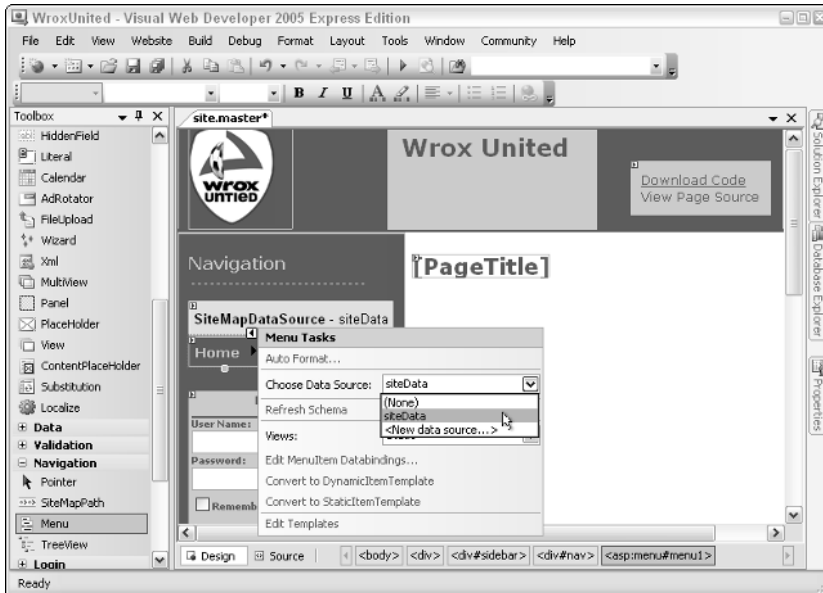 WroxUnited - Visual Web Developer 2005 Express Edition
File Edit View Website Build Debug Format Layout Tools Window Community Help
B I U A
Toolbox
site.master*
HiddenField
Literal
Calendar
AdRotator
FileUpload
Wizard
Xml
MultiView
Panel
PlaceHolder
View
ContentPlaceHolder
Substitution
Localize
Data
Validation
Navigation
Pointer
SiteMapPath
Menu
TreeView
Login
WROX
UNTIED
Wrox United
Download Code
View Page Source
Navigation
[PageTitle]
SiteMapDataSource - siteData
Home
User Name:
Password:
Rememb
Menu Tasks
Auto Format...
Choose Data Source: siteData
(None)
siteData
<New data source...>
Refresh Schema
Views:
Edit MenuItem Databindings...
Convert to DynamicItemTemplate
Convert to StaticItemTemplate
Edit Templates
Solution Explorer
Database Explorer
Properties
Design Source <body> <div> <div#sidebar> <div#nav> <asp:menu#menu1>
Ready